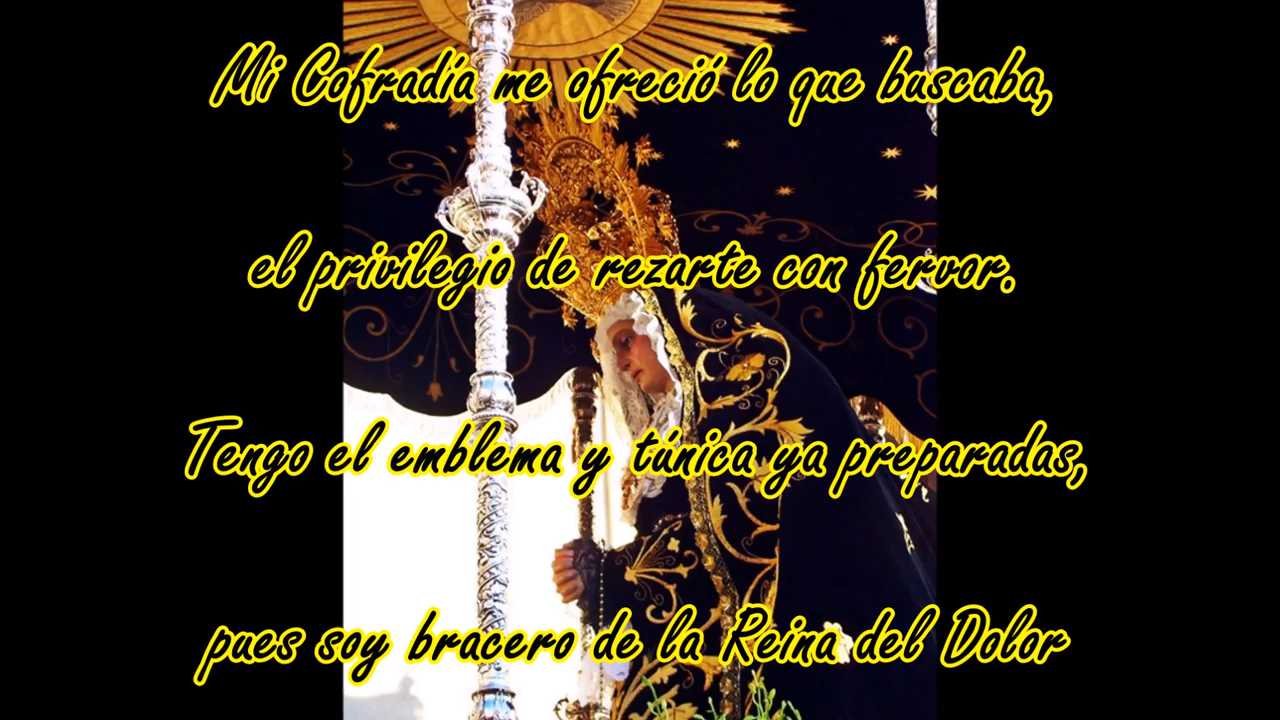 Mi Cofradía me ofreció lo que buscaba,
el privilegio de rezarte con fervor.
Tengo el emblema y túnica ya preparadas,
pues soy bracero de la Reina del Dolor